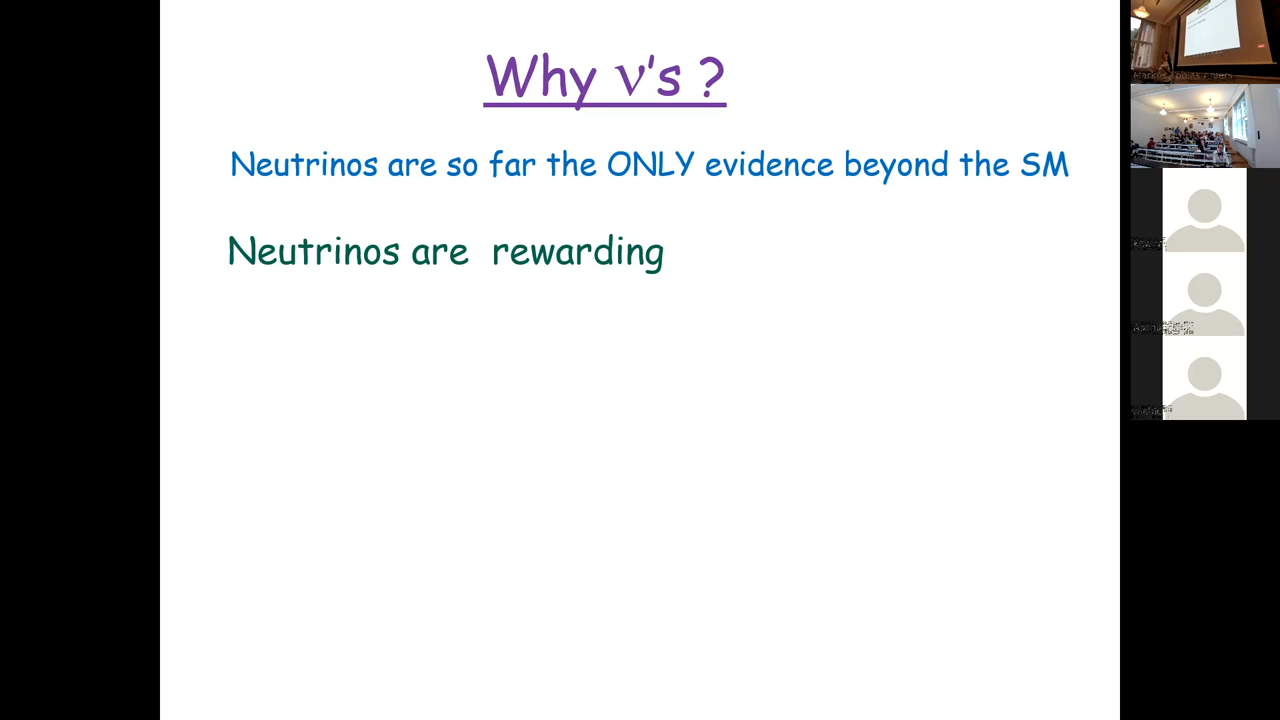 Why ν's ?
Neutrinos are so far the ONLY evidence beyond the SM
Neutrinos are rewarding